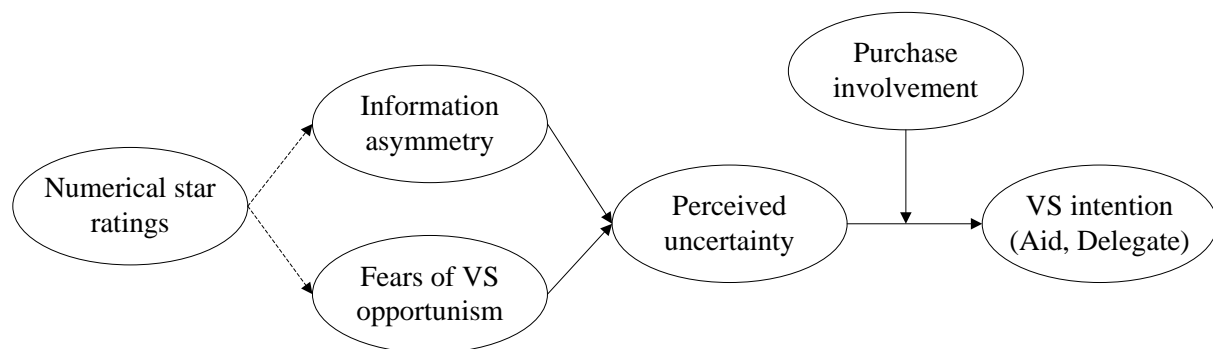 Purchase
involvement
Information
asymmetry
Numerical star
ratings
Perceived
uncertainty
VS intention
(Aid, Delegate)
Fears of VS
opportunism